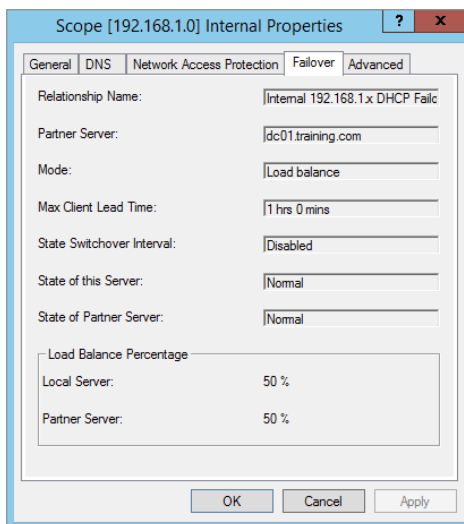 Scope [192.168.1.0] Internal Properties ? x
General DNS Network Access Protection Failover Advanced
Relationship Name: Internal 192.168.1.x DHCP Failc
Partner Server: dc01.training.com
Mode: Load balance
Max Client Lead Time: 1 hrs 0 mins
State Switchover Interval: Disabled
State of this Server: Normal
State of Partner Server: Normal
Load Balance Percentage
Local Server: 50 %
Partner Server: 50 %
OK Cancel Apply